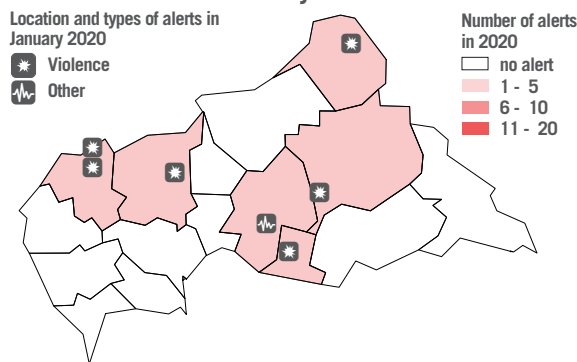 Location and types of alerts in
January 2020
Violence
Other
Number of alerts
in 2020
no alert
1 - 5
6 - 10
11 - 20